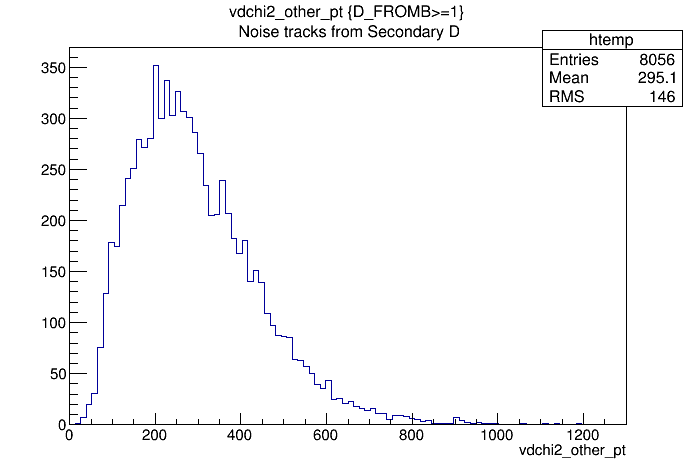 vdchi2_other_pt {D_FROMB>=1}
Noise tracks from Secondary D
htemp
Entries 8056
Mean 295.1
RMS 146
350
300
250
200
150
100
50
0
0 200 400 600 800 1000 1200
vdchi2_other_pt